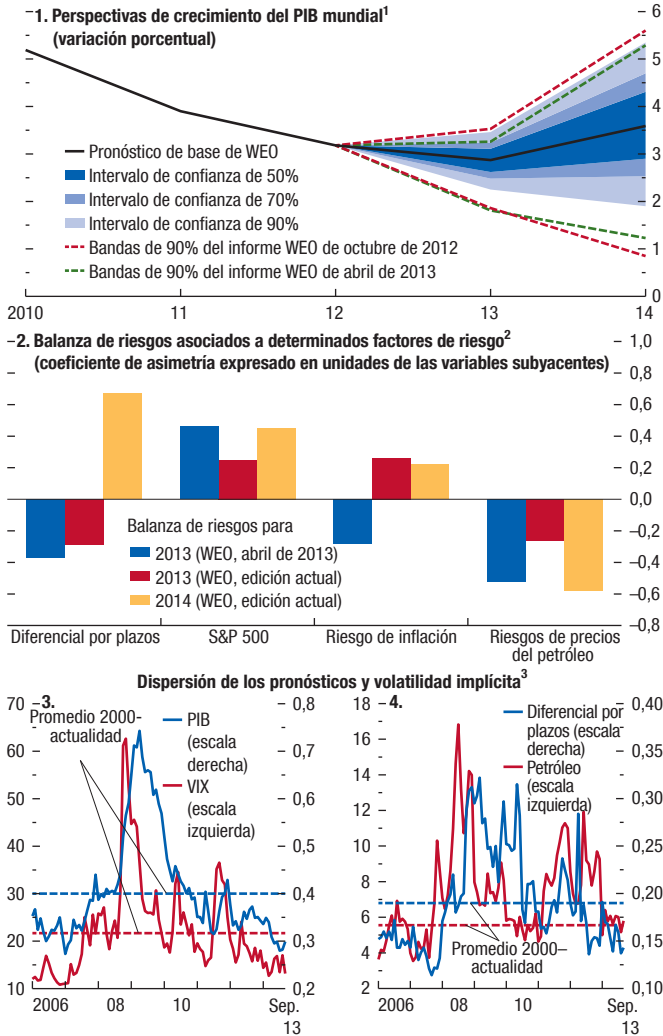 1. Perspectivas de crecimiento del PIB mundial¹
(variación porcentual)
6
5
4
3
2
1
0
Pronóstico de base de WEO
Intervalo de confianza de 50%
Intervalo de confianza de 70%
Intervalo de confianza de 90%
Bandas de 90% del informe WEO de octubre de 2012
Bandas de 90% del informe WEO de abril de 2013
2010 11 12 13 14
2. Balanza de riesgos asociados a determinados factores de riesgo²
(coeficiente de asimetría expresado en unidades de las variables subyacentes)
1,0
0,8
0,6
0,4
0,2
0,0
–0,2
–0,4
–0,6
–0,8
Balanza de riesgos para
2013 (WEO, abril de 2013)
2013 (WEO, edición actual)
2014 (WEO, edición actual)
Diferencial por plazos S&P 500 Riesgo de inflación Riesgos de precios
del petróleo
Dispersión de los pronósticos y volatilidad implícita³
3.
70
60
50
40
30
20
10
0,8
0,7
0,6
0,5
0,4
0,3
0,2
Promedio 2000-
actualidad
PIB
(escala
derecha)
VIX
(escala
izquierda)
2006 08 10 Sep.
13
4.
18
16
14
12
10
8
6
4
2
0,40
0,35
0,30
0,25
0,20
0,15
0,10
Diferencial por
plazos (escala
derecha)
Petróleo
(escala
izquierda)
Promedio 2000–
actualidad
2006 08 10 Sep.
13